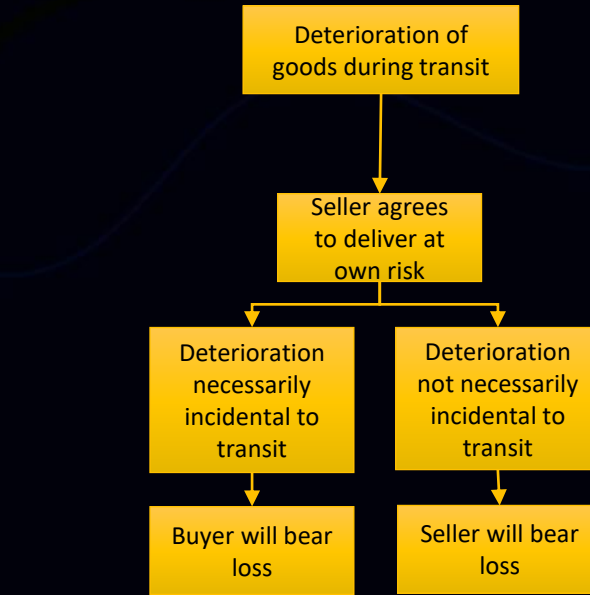 Deterioration of
goods during transit
Seller agrees
to deliver at
own risk
Deterioration
necessarily
incidental to
transit
Deterioration
not necessarily
incidental to
transit
Buyer will bear
loss
Seller will bear
loss